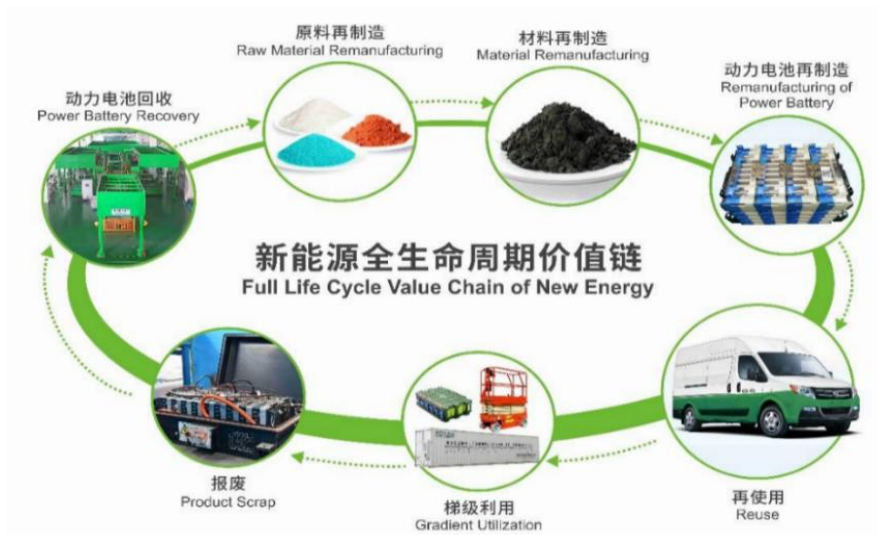 原料再制造
Raw Material Remanufacturing
材料再制造
Material Remanufacturing
动力电池再制造
Remanufacturing of
Power Battery
动力电池回收
Power Battery Recovery
新能源全生命周期价值链
Full Life Cycle Value Chain of New Energy
报废
Product Scrap
梯级利用
Gradient Utilization
再使用
Reuse